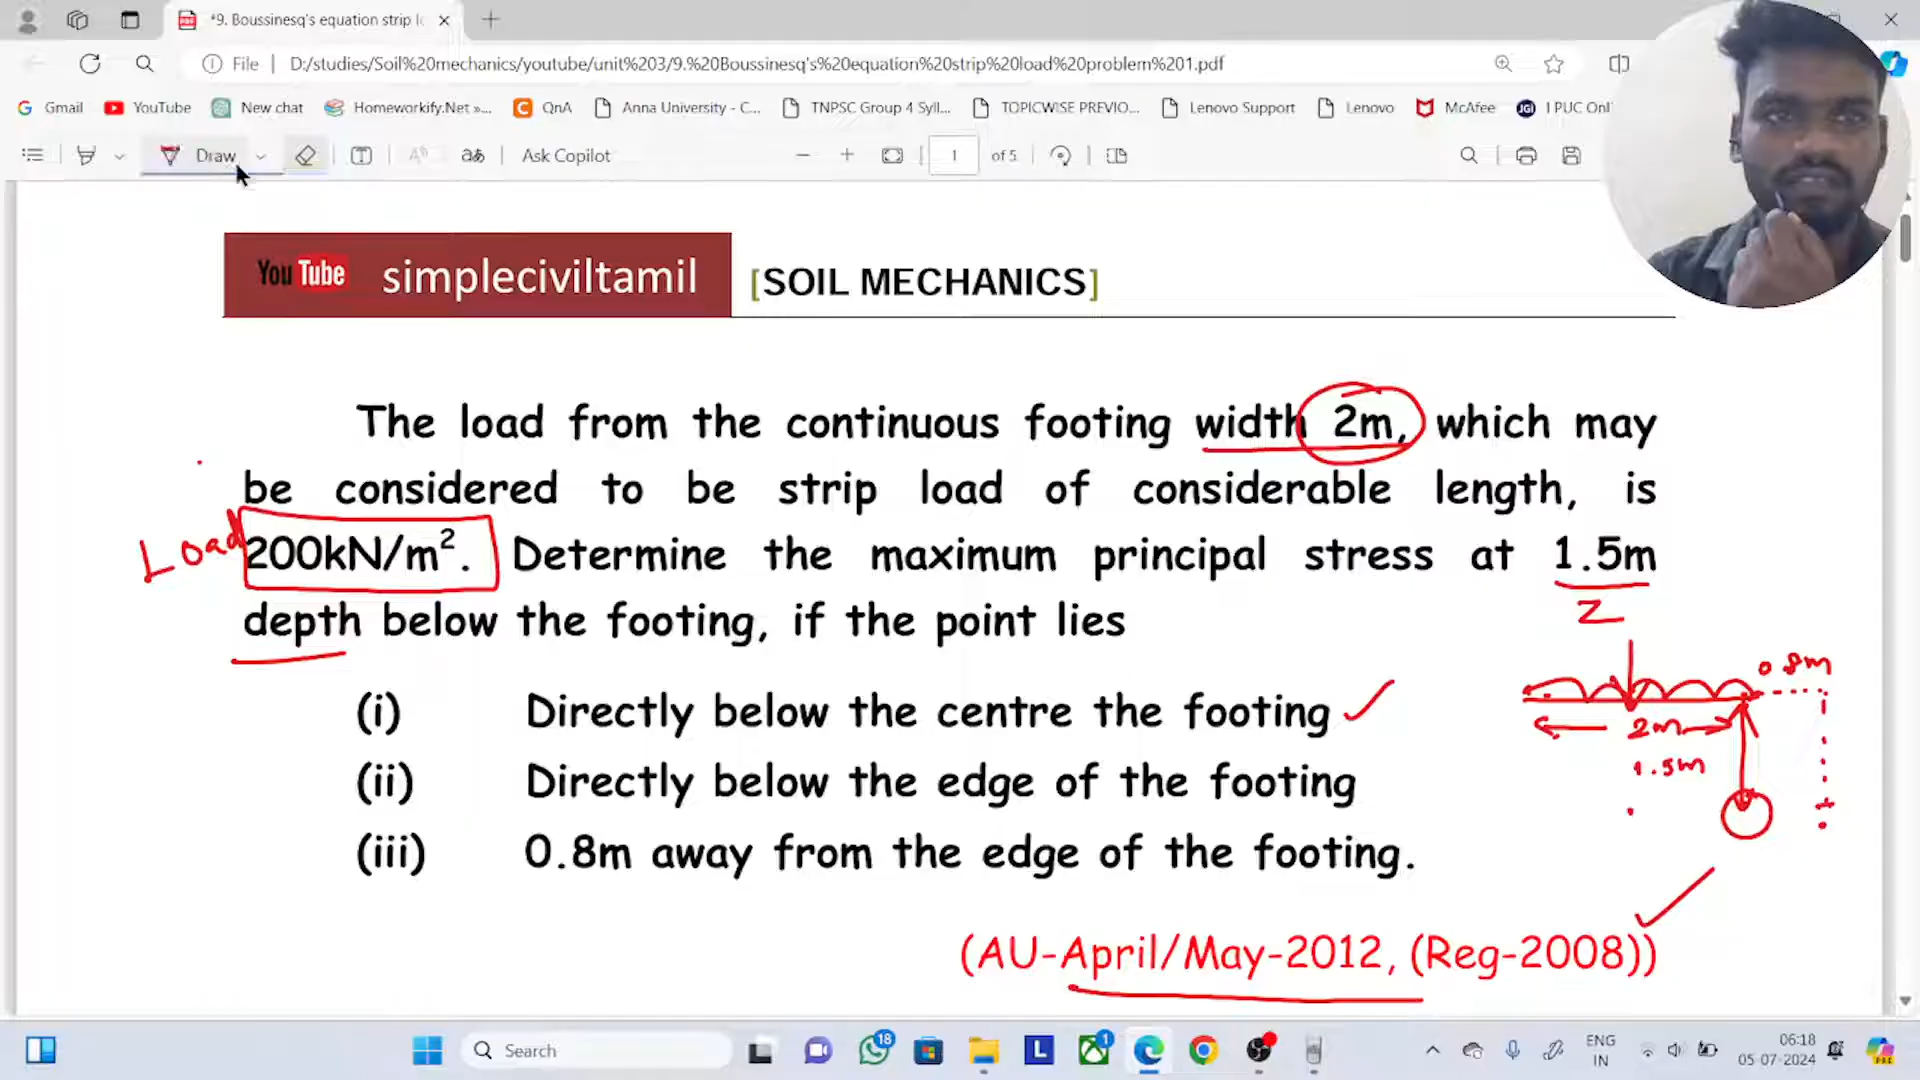 *9. Boussinesq's equation strip l
File
D:/studies/Soil%20mechanics/youtube/unit%203/9.%20Boussinesq's%20equation%20strip%20load%20problem%201.pdf
Gmail YouTube New chat Homeworkify.Net »... QnA Anna University - C... TNPSC Group 4 Syll... TOPICWISE PREVIO... Lenovo Support Lenovo McAfee I PUC Onl
Draw Ask Copilot 1 of 5
You Tube simpleciviltamil [SOIL MECHANICS]
The load from the continuous footing width 2m, which may
be considered to be strip load of considerable length, is
Load 200kN/m². Determine the maximum principal stress at 1.5m
Z
depth below the footing, if the point lies
0.8m
(i) Directly below the centre the footing
2m
1.5m
(ii) Directly below the edge of the footing
(iii) 0.8m away from the edge of the footing.
(AU-April/May-2012, (Reg-2008))
Search
18
1
ENG
IN
06:18
05-07-2024